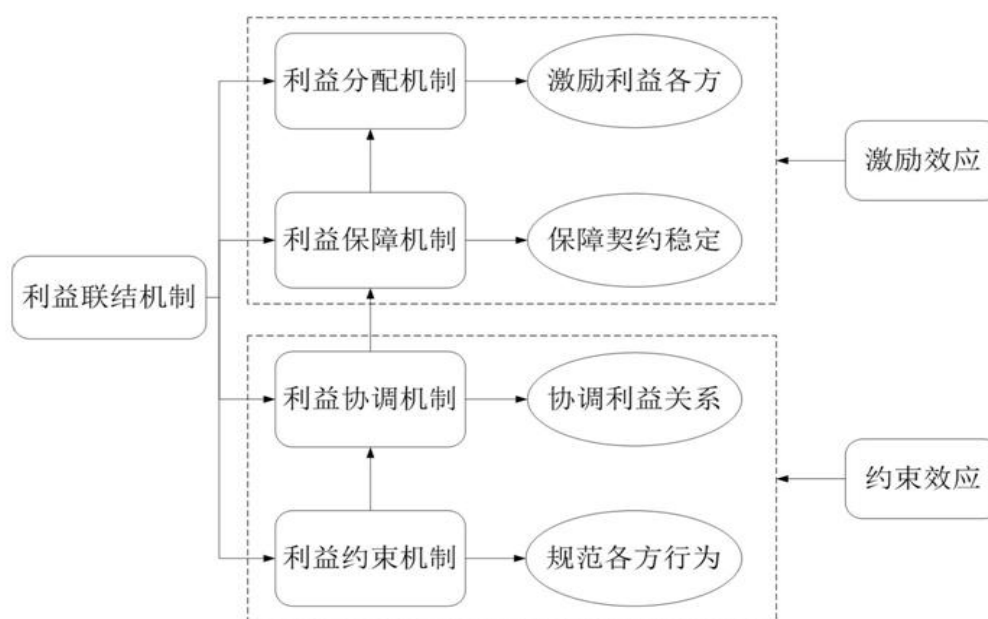 利益分配机制
激励利益各方
激励效应
利益保障机制
保障契约稳定
利益联结机制
利益协调机制
协调利益关系
约束效应
利益约束机制
规范各方行为